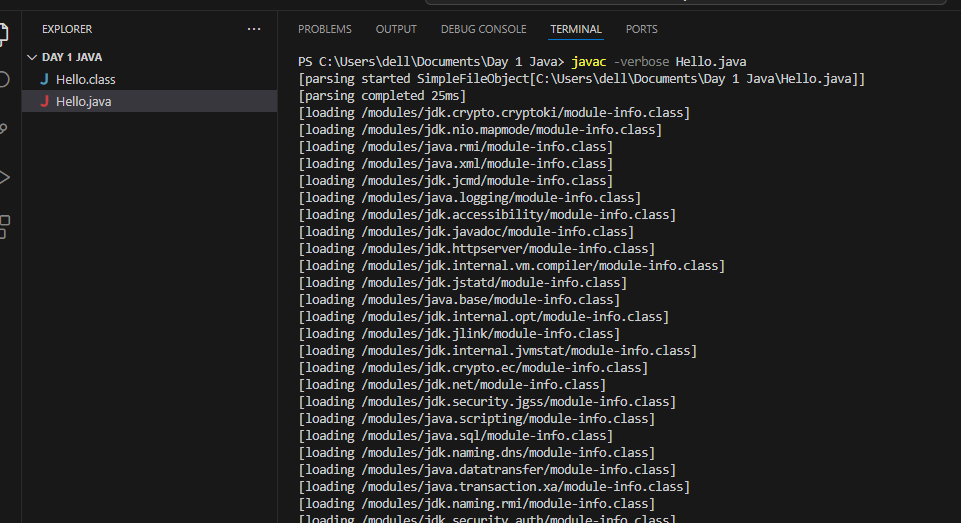 EXPLORER
...
DAY 1 JAVA
J Hello.class
J Hello.java
PROBLEMS OUTPUT DEBUG CONSOLE TERMINAL PORTS
PS C:\Users\dell\Documents\Day 1 Java> javac -verbose Hello.java
[parsing started SimpleFileObject[C:\Users\dell\Documents\Day 1 Java\Hello.java]]
[parsing completed 25ms]
[loading /modules/jdk.crypto.cryptoki/module-info.class]
[loading /modules/jdk.nio.mapmode/module-info.class]
[loading /modules/java.rmi/module-info.class]
[loading /modules/java.xml/module-info.class]
[loading /modules/jdk.jcmd/module-info.class]
[loading /modules/java.logging/module-info.class]
[loading /modules/jdk.accessibility/module-info.class]
[loading /modules/jdk.javadoc/module-info.class]
[loading /modules/jdk.httpserver/module-info.class]
[loading /modules/jdk.internal.vm.compiler/module-info.class]
[loading /modules/jdk.jstatd/module-info.class]
[loading /modules/java.base/module-info.class]
[loading /modules/jdk.internal.opt/module-info.class]
[loading /modules/jdk.jlink/module-info.class]
[loading /modules/jdk.internal.jvmstat/module-info.class]
[loading /modules/jdk.crypto.ec/module-info.class]
[loading /modules/jdk.net/module-info.class]
[loading /modules/jdk.security.jgss/module-info.class]
[loading /modules/java.scripting/module-info.class]
[loading /modules/java.sql/module-info.class]
[loading /modules/jdk.naming.dns/module-info.class]
[loading /modules/java.datatransfer/module-info.class]
[loading /modules/java.transaction.xa/module-info.class]
[loading /modules/jdk.naming.rmi/module-info.class]
[loading /modules/jdk.security.auth/module-info.class]